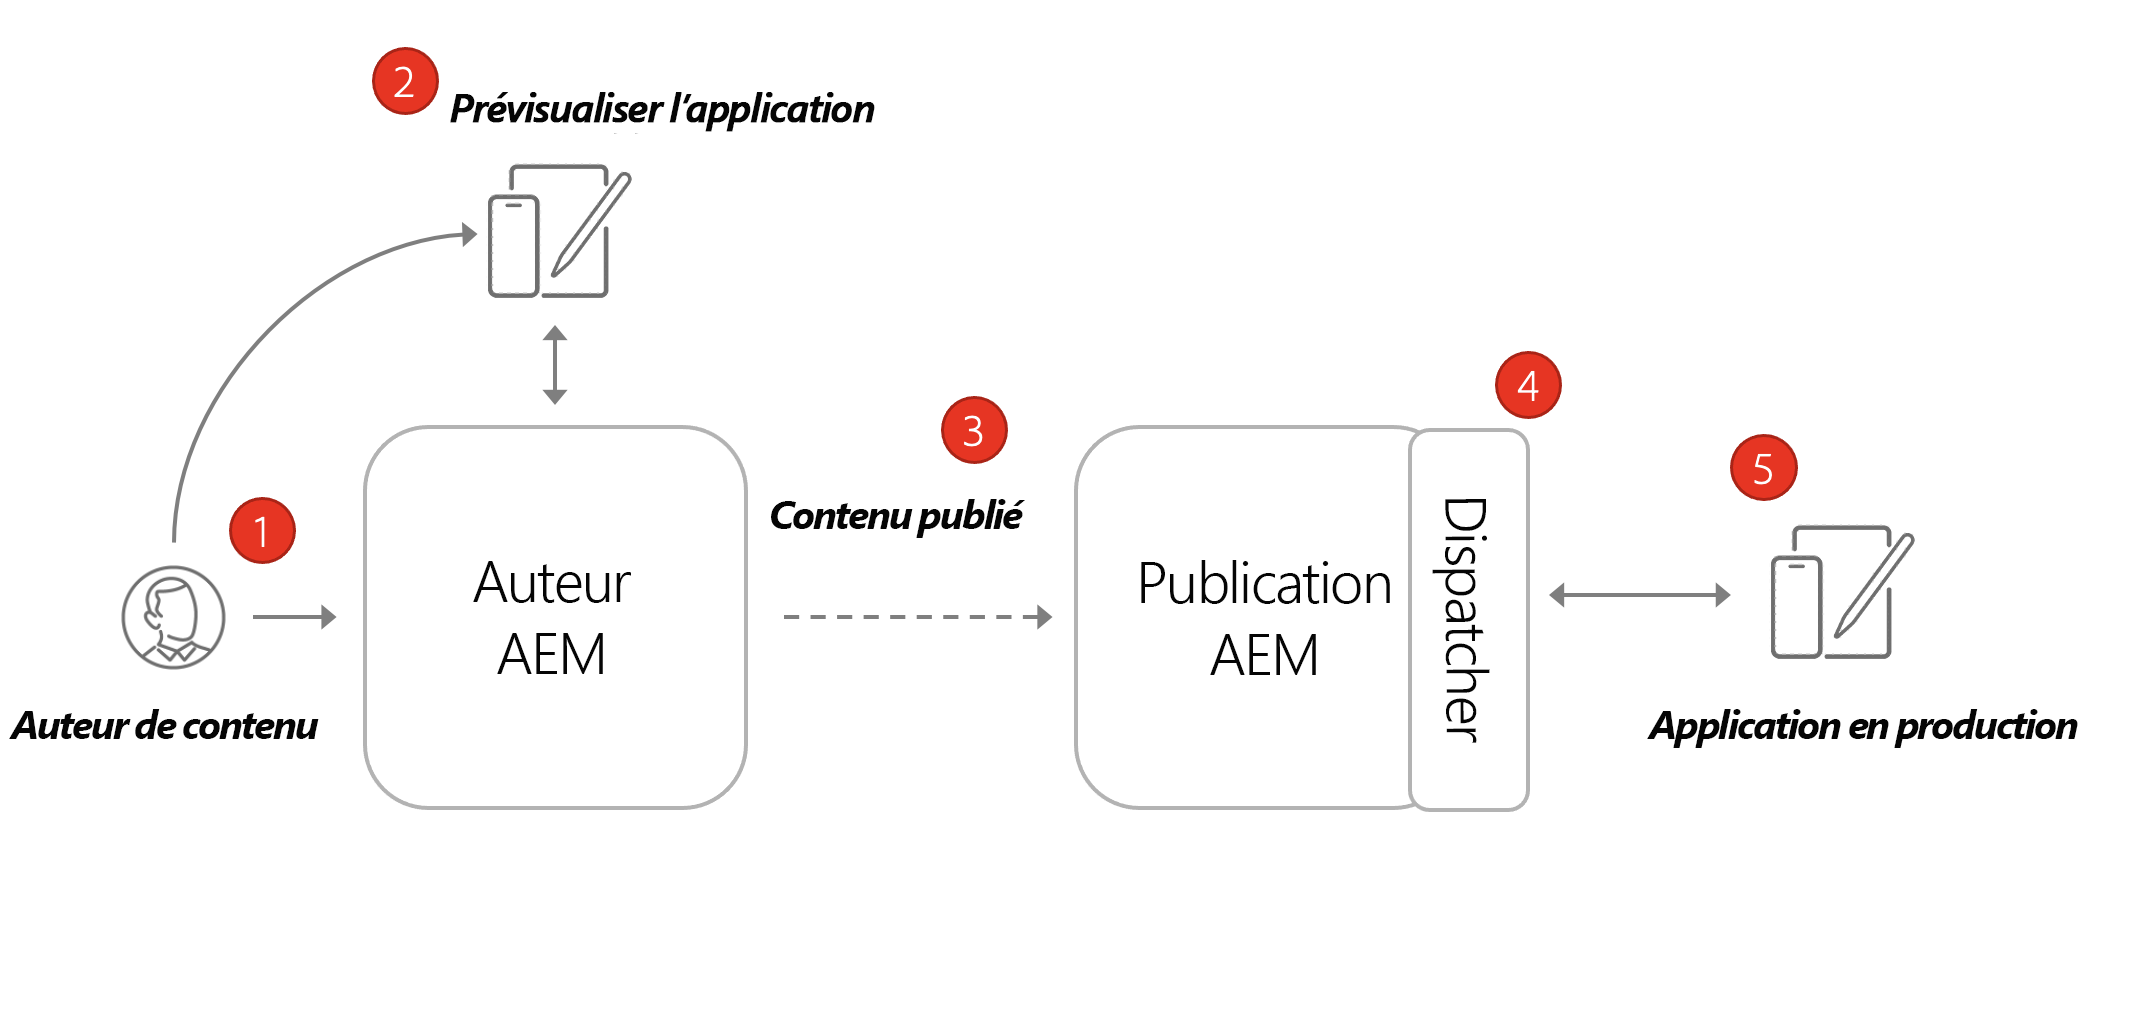 2
Prévisualiser l'application
1
Auteur de contenu
Auteur
AEM
3
Contenu publié
Publication
AEM
4
Dispatcher
5
Application en production